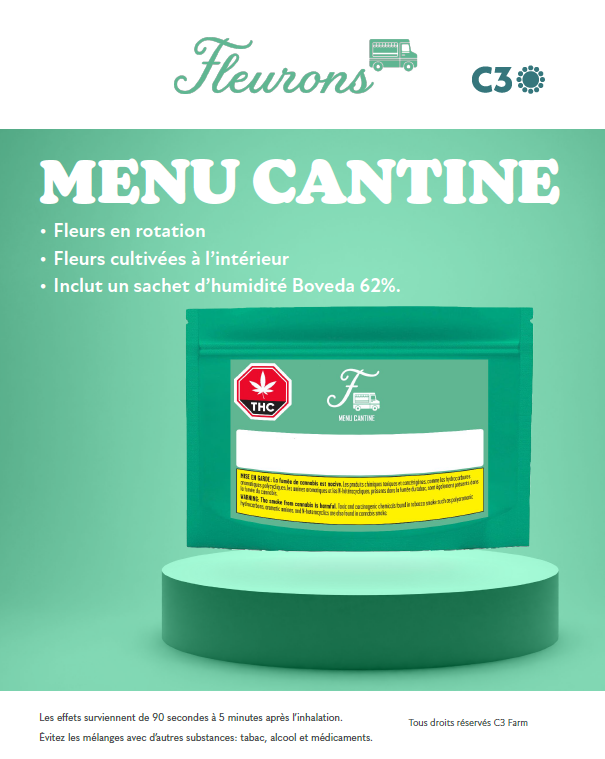 Fleurons
C3
MENU CANTINE
• Fleurs en rotation
• Fleurs cultivées à l'intérieur
• Inclut un sachet d'humidité Boveda 62%.
THC
F
MENU CANTINE
MISE EN GARDE : La fumée de cannabis est nocive. Les produits chimiques toxiques et cancérigènes, comme les hydrocarbures
aromatiques polycycliques, les amines aromatiques et les N-hétérocycliques, présents dans la fumée du tabac, sont également présents dans
la fumée du cannabis.
WARNING: The smoke from cannabis is harmful. Toxic and carcinogenic chemicals found in tobacco smoke such as polyaromatic
hydrocarbons, aromatic amines, and N-heterocyclics are also found in cannabis smoke.
Les effets surviennent de 90 secondes à 5 minutes après l'inhalation.
Tous droits réservés C3 Farm
Évitez les mélanges avec d'autres substances: tabac, alcool et médicaments.